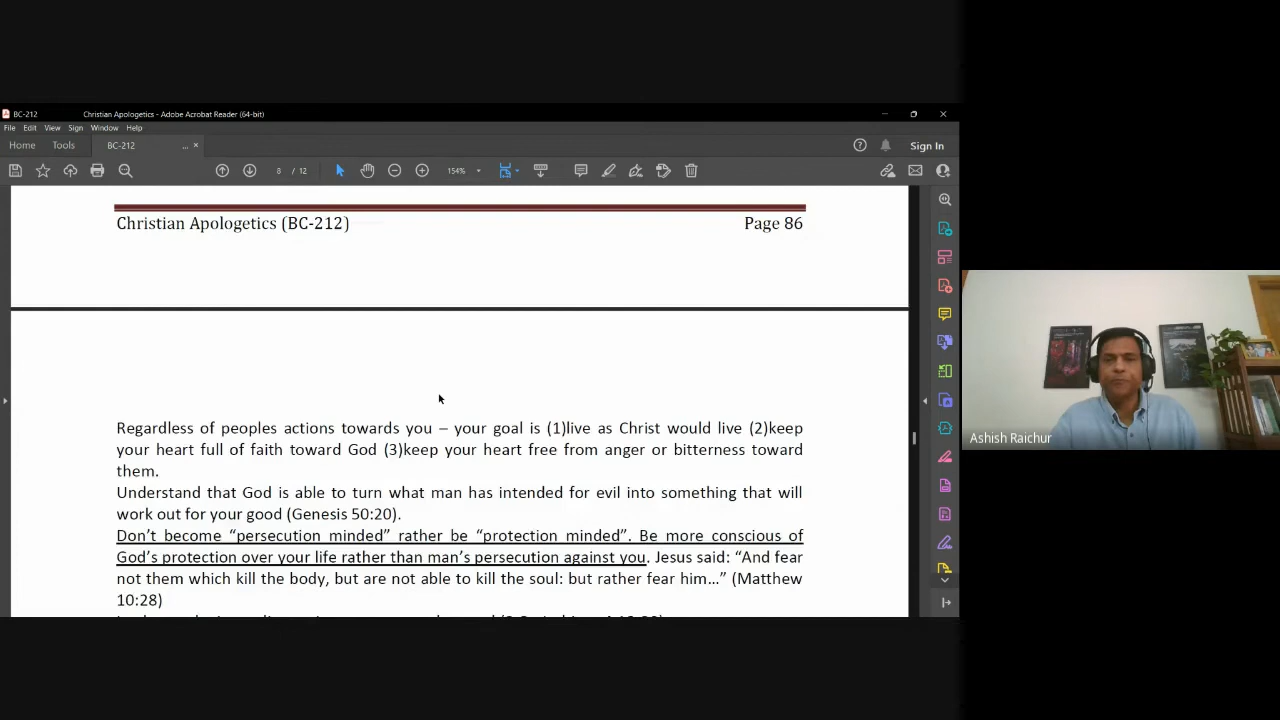 BC-212 Christian Apologetics - Adobe Acrobat Reader (64-bit)
File Edit View Sign Window Help
Home Tools BC-212 ... × Sign In
8 / 12 154%
Christian Apologetics (BC-212) Page 86
Regardless of peoples actions towards you – your goal is (1)live as Christ would live (2)keep
your heart full of faith toward God (3)keep your heart free from anger or bitterness toward
them.
Understand that God is able to turn what man has intended for evil into something that will
work out for your good (Genesis 50:20).
Don't become “persecution minded” rather be “protection minded”. Be more conscious of
God's protection over your life rather than man's persecution against you. Jesus said: “And fear
not them which kill the body, but are not able to kill the soul: but rather fear him…” (Matthew
10:28)
Ashish Raichur